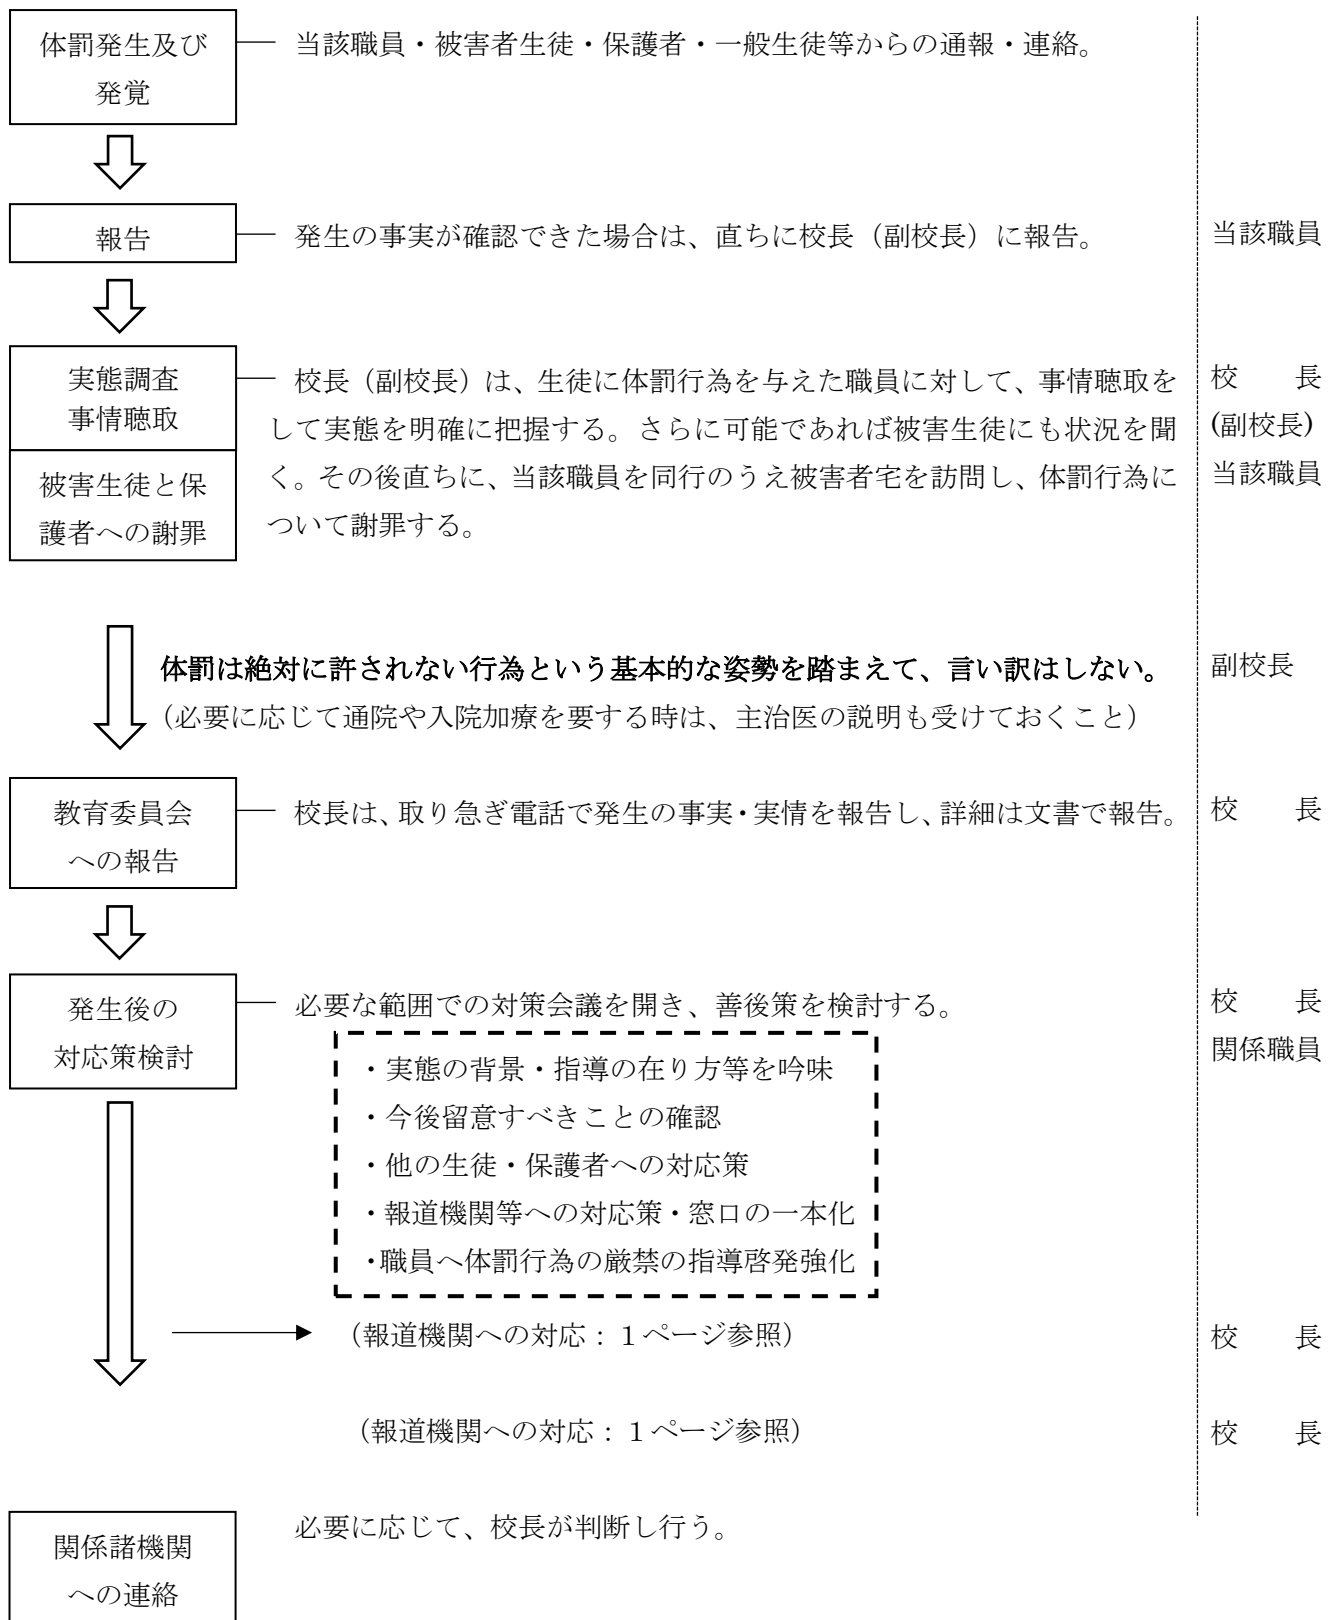 体罰発生及び
発覚
当該職員・被害者生徒・保護者・一般生徒等からの通報・連絡。
報告
発生の事実が確認できた場合は、直ちに校長（副校長）に報告。
当該職員
実態調査
事情聴取
被害生徒と保
護者への謝罪
校長（副校長）は、生徒に体罰行為を与えた職員に対して、事情聴取を
して実態を明確に把握する。さらに可能であれば被害生徒にも状況を聞
く。その後直ちに、当該職員を同行のうえ被害者宅を訪問し、体罰行為に
ついて謝罪する。
校　　長
(副校長)
当該職員
体罰は絶対に許されない行為という基本的な姿勢を踏まえて、言い訳はしない。
副校長
（必要に応じて通院や入院加療を要する時は、主治医の説明も受けておくこと）
教育委員会
への報告
校長は、取り急ぎ電話で発生の事実・実情を報告し、詳細は文書で報告。
校　　長
発生後の
対応策検討
必要な範囲での対策会議を開き、善後策を検討する。
校　　長
関係職員
・実態の背景・指導の在り方等を吟味
・今後留意すべきことの確認
・他の生徒・保護者への対応策
・報道機関等への対応策・窓口の一本化
・職員へ体罰行為の厳禁の指導啓発強化
（報道機関への対応：１ページ参照）
校　　長
（報道機関への対応：１ページ参照）
校　　長
関係諸機関
への連絡
必要に応じて、校長が判断し行う。